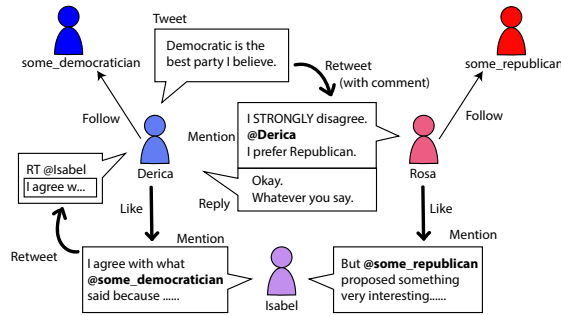 Tweet
some_democratician
Democratic is the
best party I believe.
Retweet
(with comment)
some_republican
Follow
Mention
I STRONGLY disagree.
@Derica
I prefer Republican.
Follow
RT @Isabel
I agree w...
Derica
Reply
Okay.
Whatever you say.
Rosa
Like
Like
Retweet
Mention
Mention
I agree with what
@some_democratician
said because ......
Isabel
But @some_republican
proposed something
very interesting......